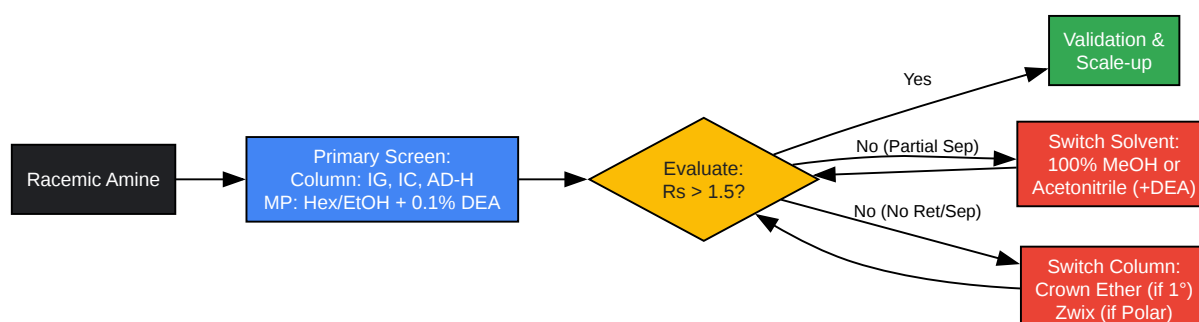 Racemic Amine
Primary Screen:
Column: IG, IC, AD-H
MP: Hex/EtOH + 0.1% DEA
Evaluate:
Rs > 1.5?
Yes
Validation &
Scale-up
No (Partial Sep)
Switch Solvent:
100% MeOH or
Acetonitrile (+DEA)
No (No Ret/Sep)
Switch Column:
Crown Ether (if 1°)
Zwix (if Polar)